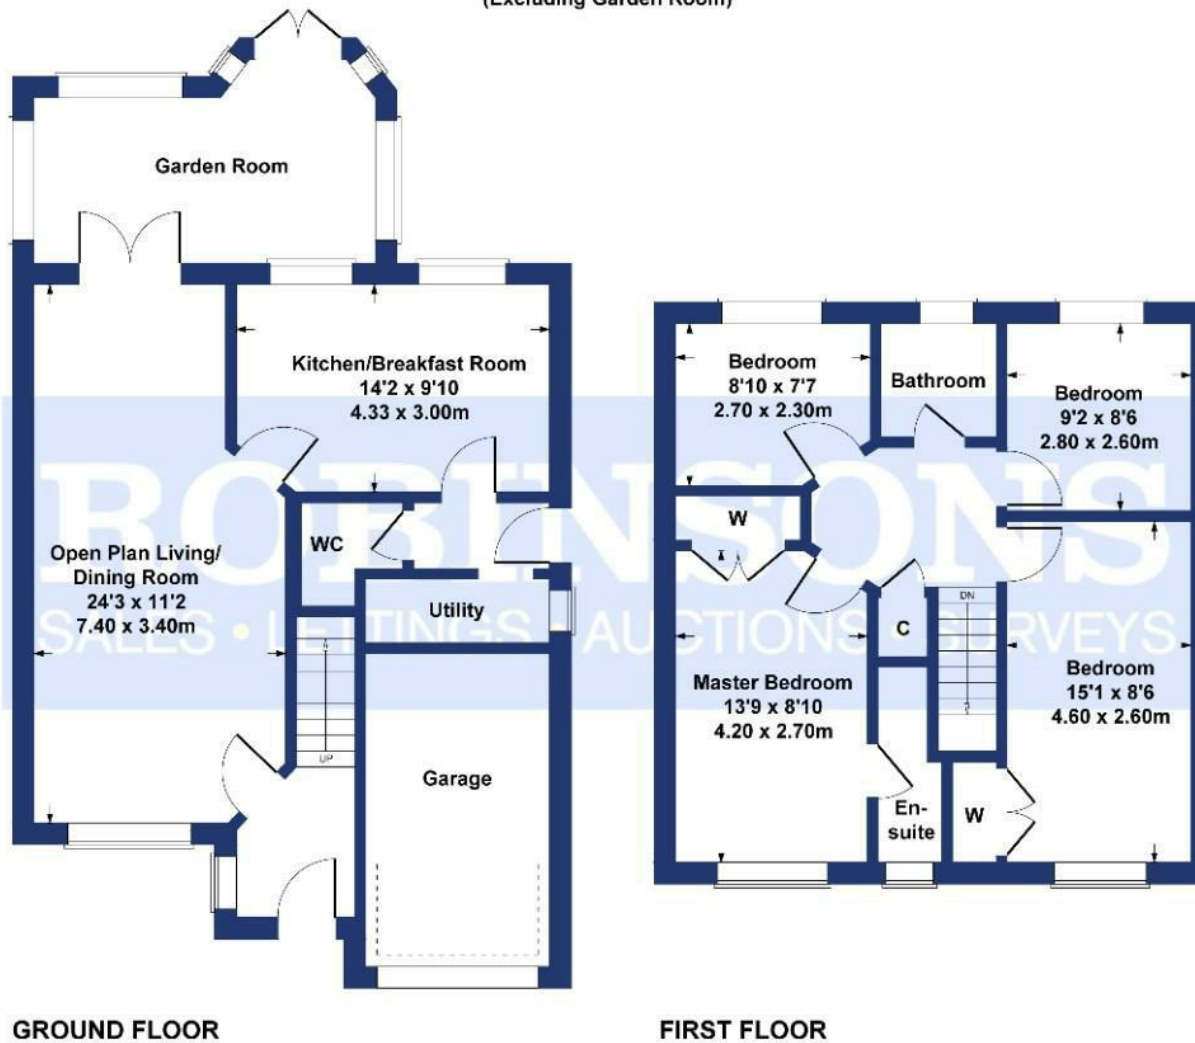 (Excluding Garden Room)
Garden Room
Kitchen/Breakfast Room
14'2 x 9'10
4.33 x 3.00m
WC
Utility
Open Plan Living/
Dining Room
24'3 x 11'2
7.40 x 3.40m
UP
Garage
GROUND FLOOR
Bedroom
8'10 x 7'7
2.70 x 2.30m
Bathroom
Bedroom
9'2 x 8'6
2.80 x 2.60m
W
DN
C
Master Bedroom
13'9 x 8'10
4.20 x 2.70m
Bedroom
15'1 x 8'6
4.60 x 2.60m
En-
suite
W
FIRST FLOOR
ROBINSONS
SALES • LETTINGS • AUCTIONS • SURVEYS